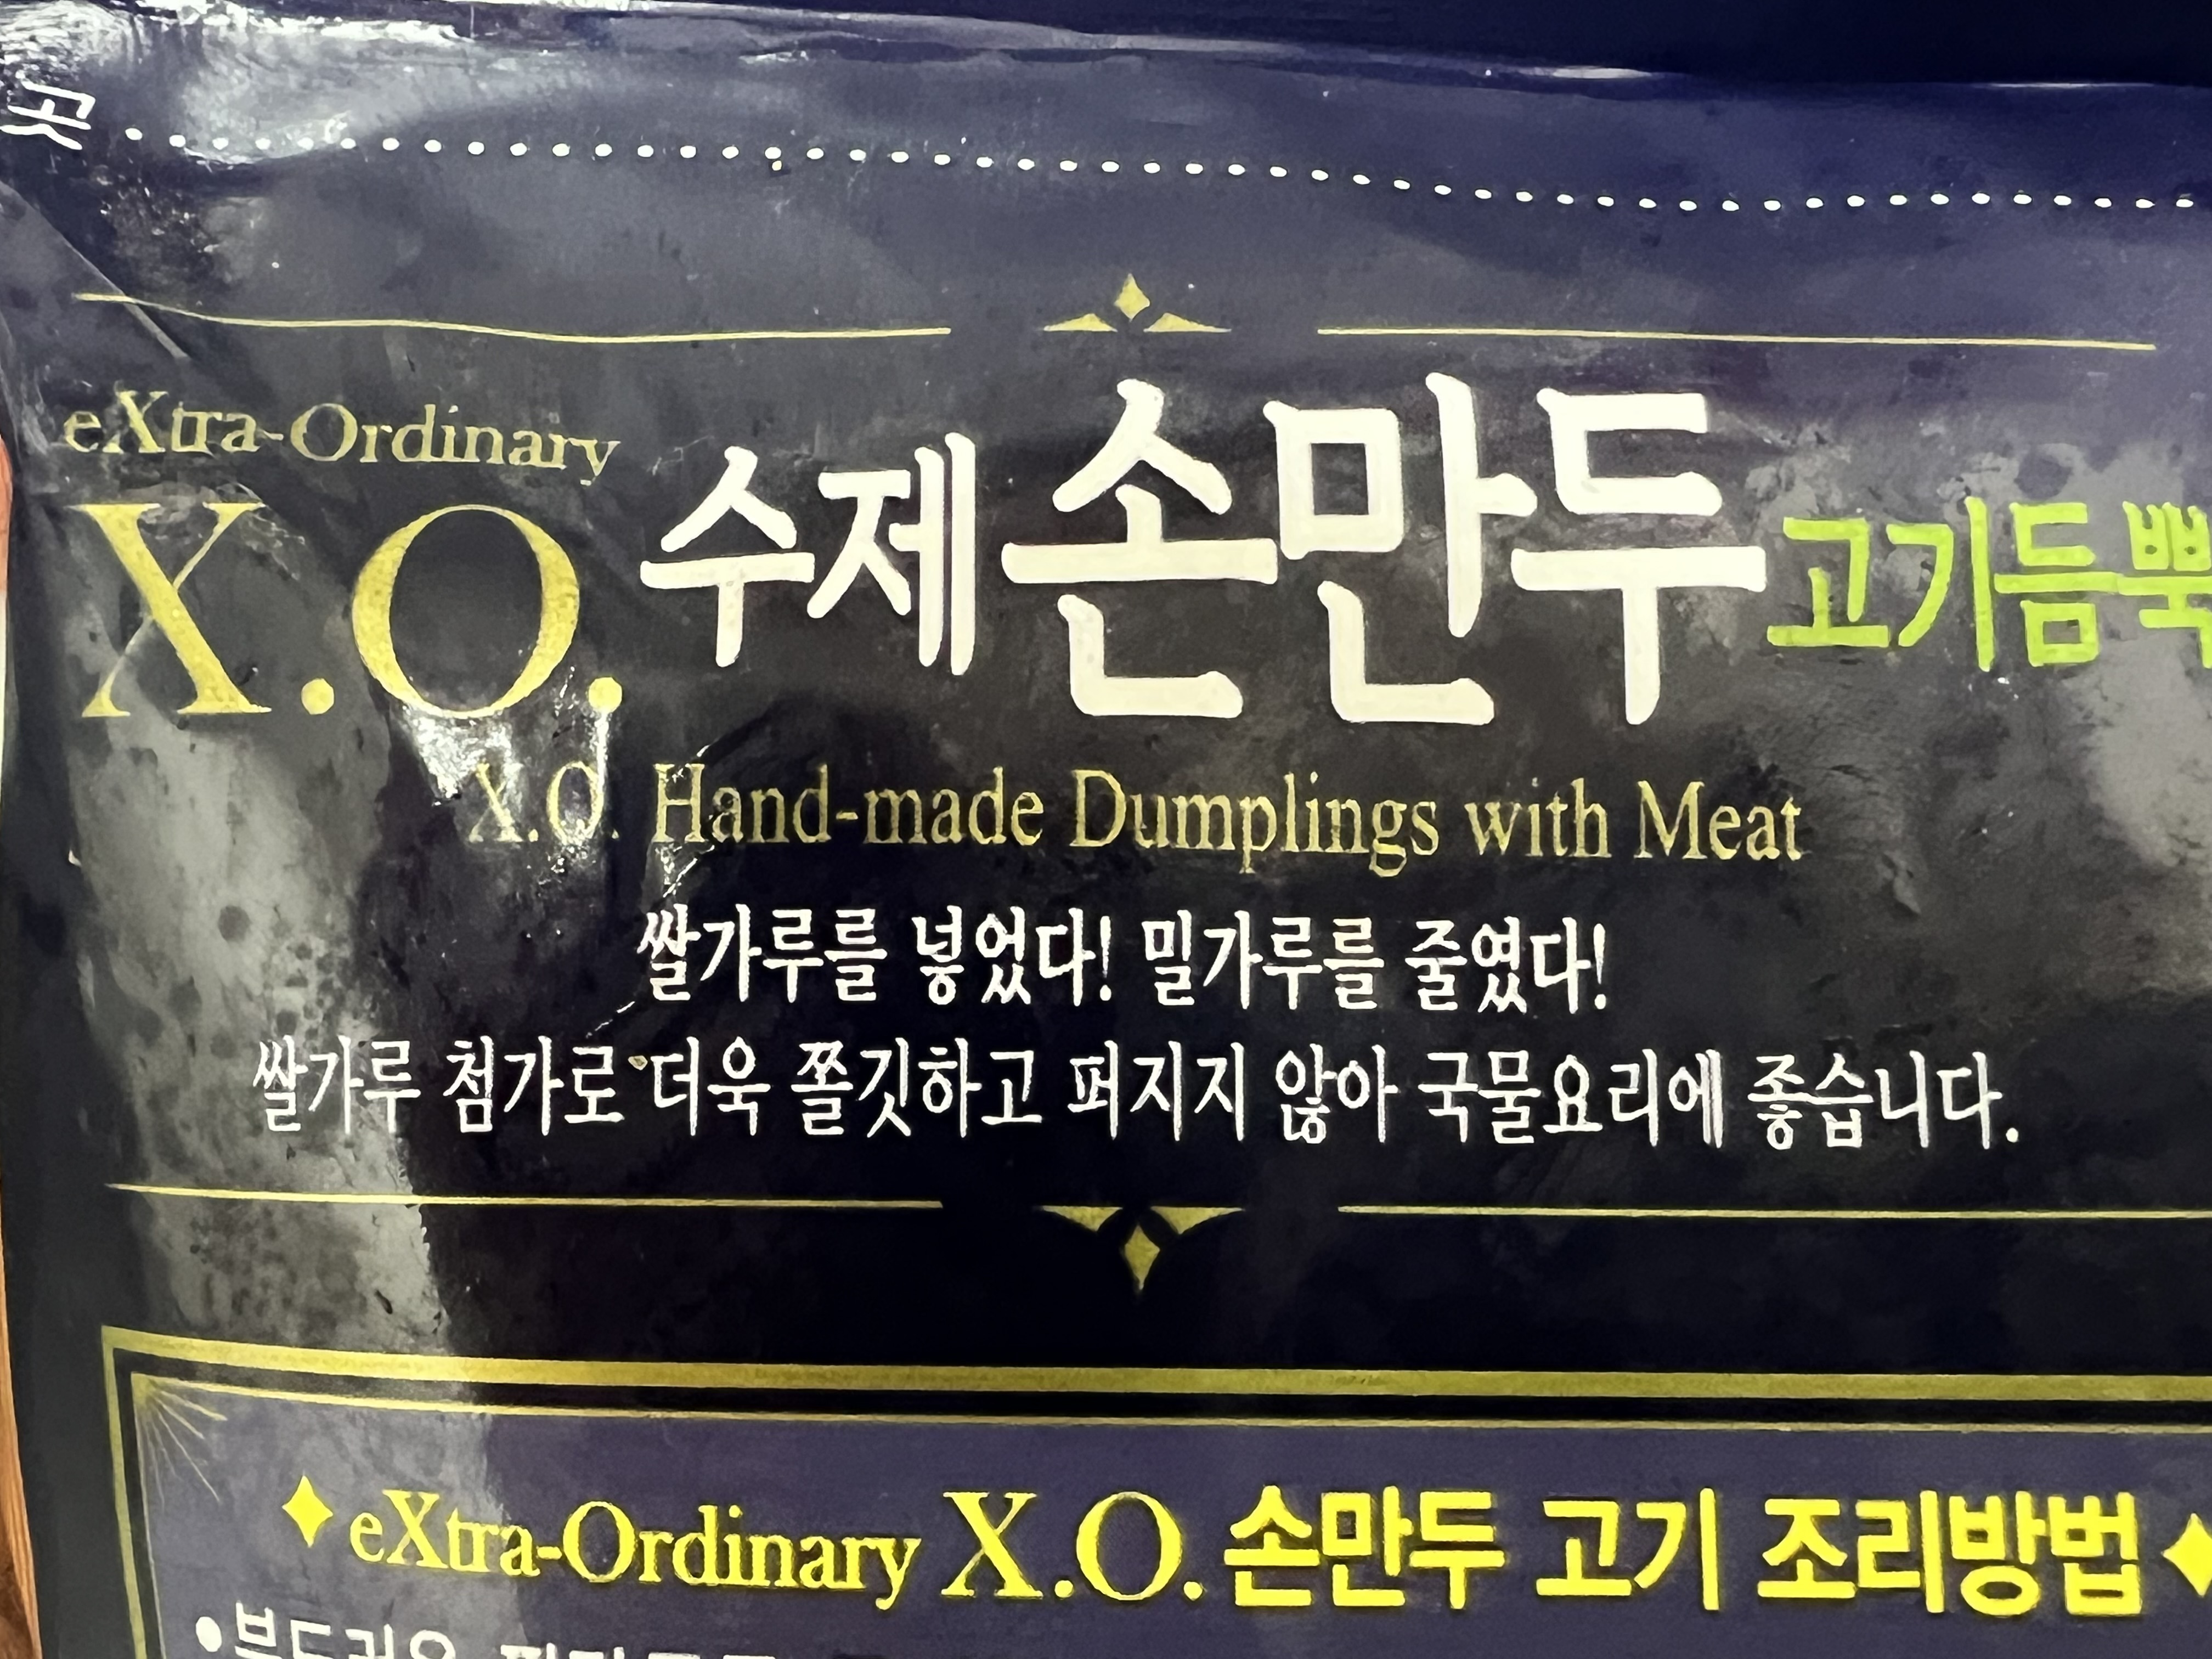 곳
eXtra-Ordinary
X.O. 수제 손만두 고기듬뿍
X.O. Hand-made Dumplings with Meat
쌀가루를 넣었다! 밀가루를 줄였다!
쌀가루 첨가로 더욱 쫄깃하고 퍼지지 않아 국물요리에 좋습니다.
eXtra-Ordinary X.O. 손만두 고기 조리방법